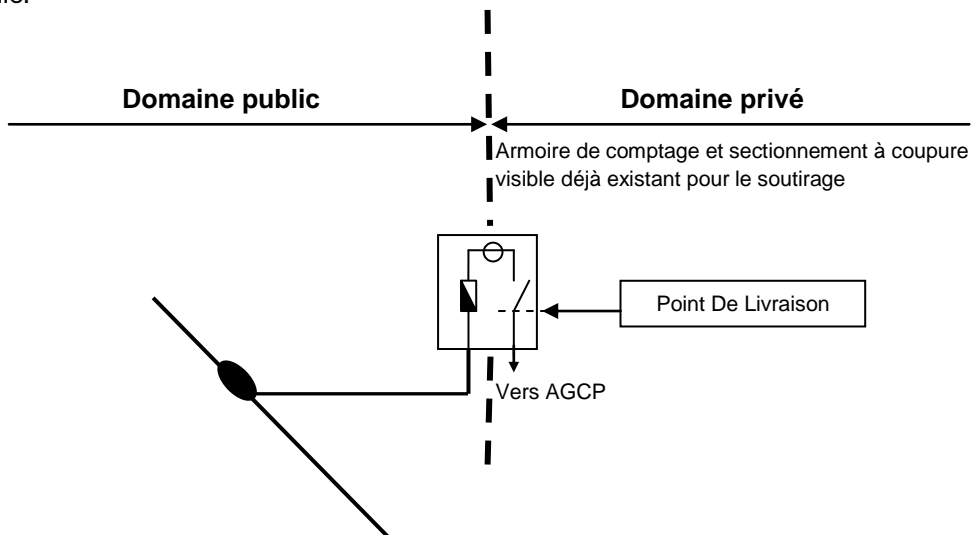 Domaine public
Domaine privé
Armoire de comptage et sectionnement à coupure
visible déjà existant pour le soutirage
Point De Livraison
Vers AGCP